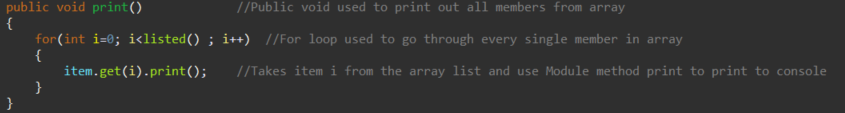 public void print() //Public void used to print out all members from array
{
for(int i=0; i<listed() ; i++) //For loop used to go through every single member in array
{
item.get(i).print(); //Takes item i from the array list and use Module method print to print to console
}
}